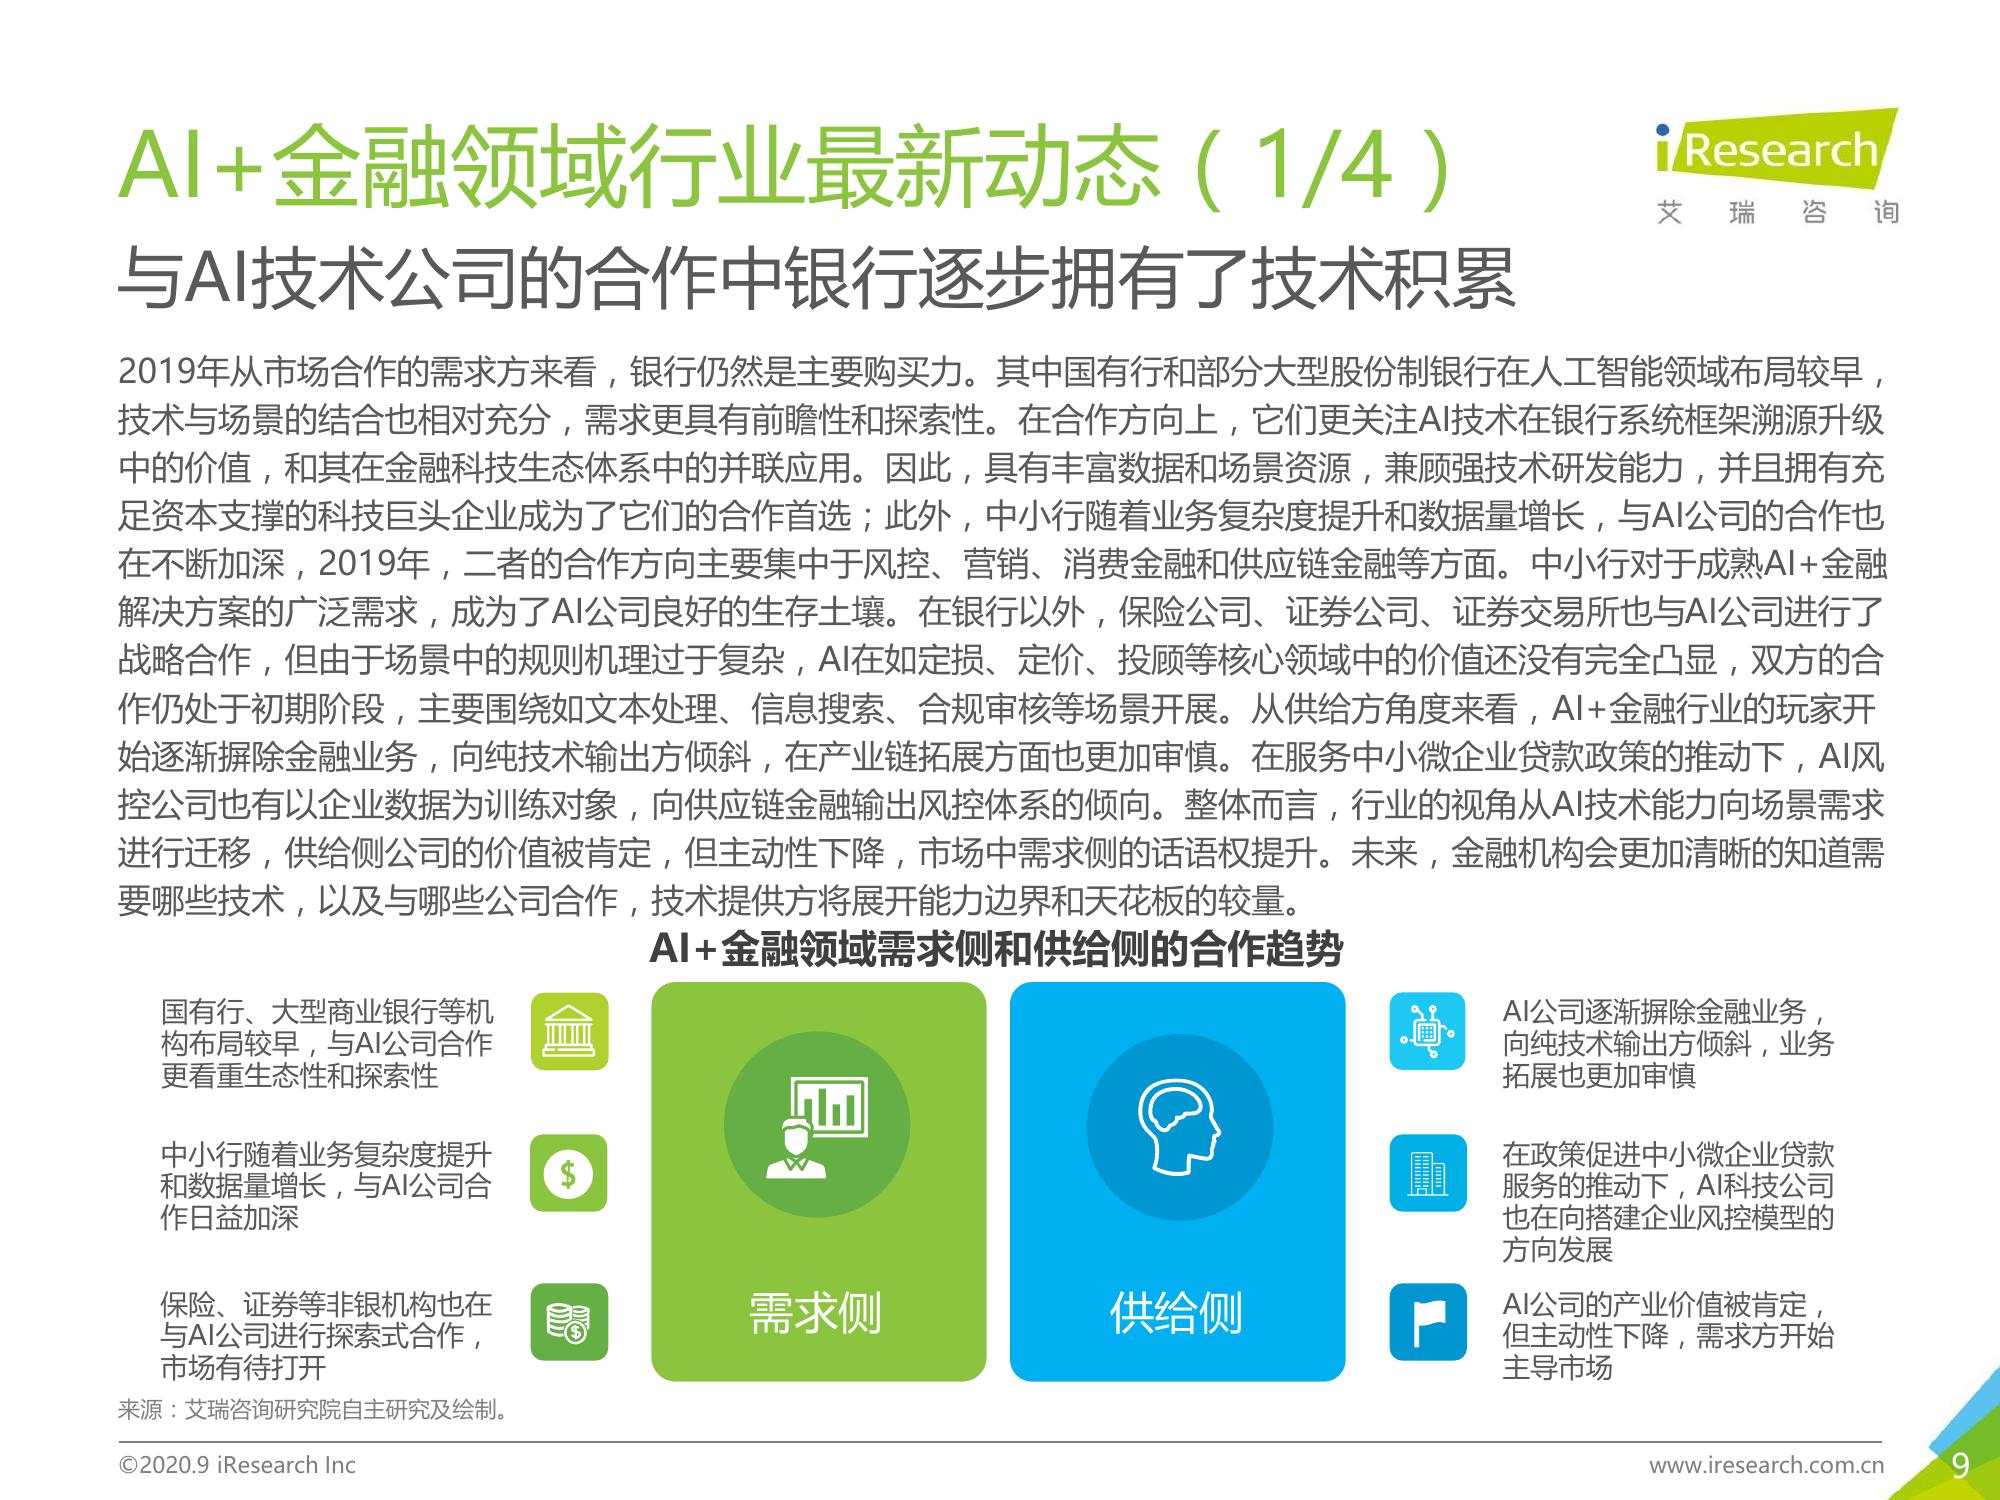 AI+金融领域行业最新动态（1/4）
iResearch
艾瑞咨询
与AI技术公司的合作中银行逐步拥有了技术积累
2019年从市场合作的需求方来看，银行仍然是主要购买力。其中国有行和部分大型股份制银行在人工智能领域布局较早，
技术与场景的结合也相对充分，需求更具有前瞻性和探索性。在合作方向上，它们更关注AI技术在银行系统框架溯源升级
中的价值，和其在金融科技生态体系中的并联应用。因此，具有丰富数据和场景资源，兼顾强技术研发能力，并且拥有充
足资本支撑的科技巨头企业成为了它们的合作首选；此外，中小行随着业务复杂度提升和数据量增长，与AI公司的合作也
在不断加深，2019年，二者的合作方向主要集中于风控、营销、消费金融和供应链金融等方面。中小行对于成熟AI+金融
解决方案的广泛需求，成为了AI公司良好的生存土壤。在银行以外，保险公司、证券公司、证券交易所也与AI公司进行了
战略合作，但由于场景中的规则机理过于复杂，AI在如定损、定价、投顾等核心领域中的价值还没有完全凸显，双方的合
作仍处于初期阶段，主要围绕如文本处理、信息搜索、合规审核等场景开展。从供给方角度来看，AI+金融行业的玩家开
始逐渐摒除金融业务，向纯技术输出方倾斜，在产业链拓展方面也更加审慎。在服务中小微企业贷款政策的推动下，AI风
控公司也有以企业数据为训练对象，向供应链金融输出风控体系的倾向。整体而言，行业的视角从AI技术能力向场景需求
进行迁移，供给侧公司的价值被肯定，但主动性下降，市场中需求侧的话语权提升。未来，金融机构会更加清晰的知道需
要哪些技术，以及与哪些公司合作，技术提供方将展开能力边界和天花板的较量。
AI+金融领域需求侧和供给侧的合作趋势
国有行、大型商业银行等机
构布局较早，与AI公司合作
更看重生态性和探索性
中小行随着业务复杂度提升
和数据量增长，与AI公司合
作日益加深
保险、证券等非银机构也在
与AI公司进行探索式合作，
市场有待打开
$
$
需求侧
供给侧
AI公司逐渐摒除金融业务，
向纯技术输出方倾斜，业务
拓展也更加审慎
在政策促进中小微企业贷款
服务的推动下，AI科技公司
也在向搭建企业风控模型的
方向发展
AI公司的产业价值被肯定，
但主动性下降，需求方开始
主导市场
来源：艾瑞咨询研究院自主研究及绘制。
©2020.9 iResearch Inc
www.iresearch.com.cn
9